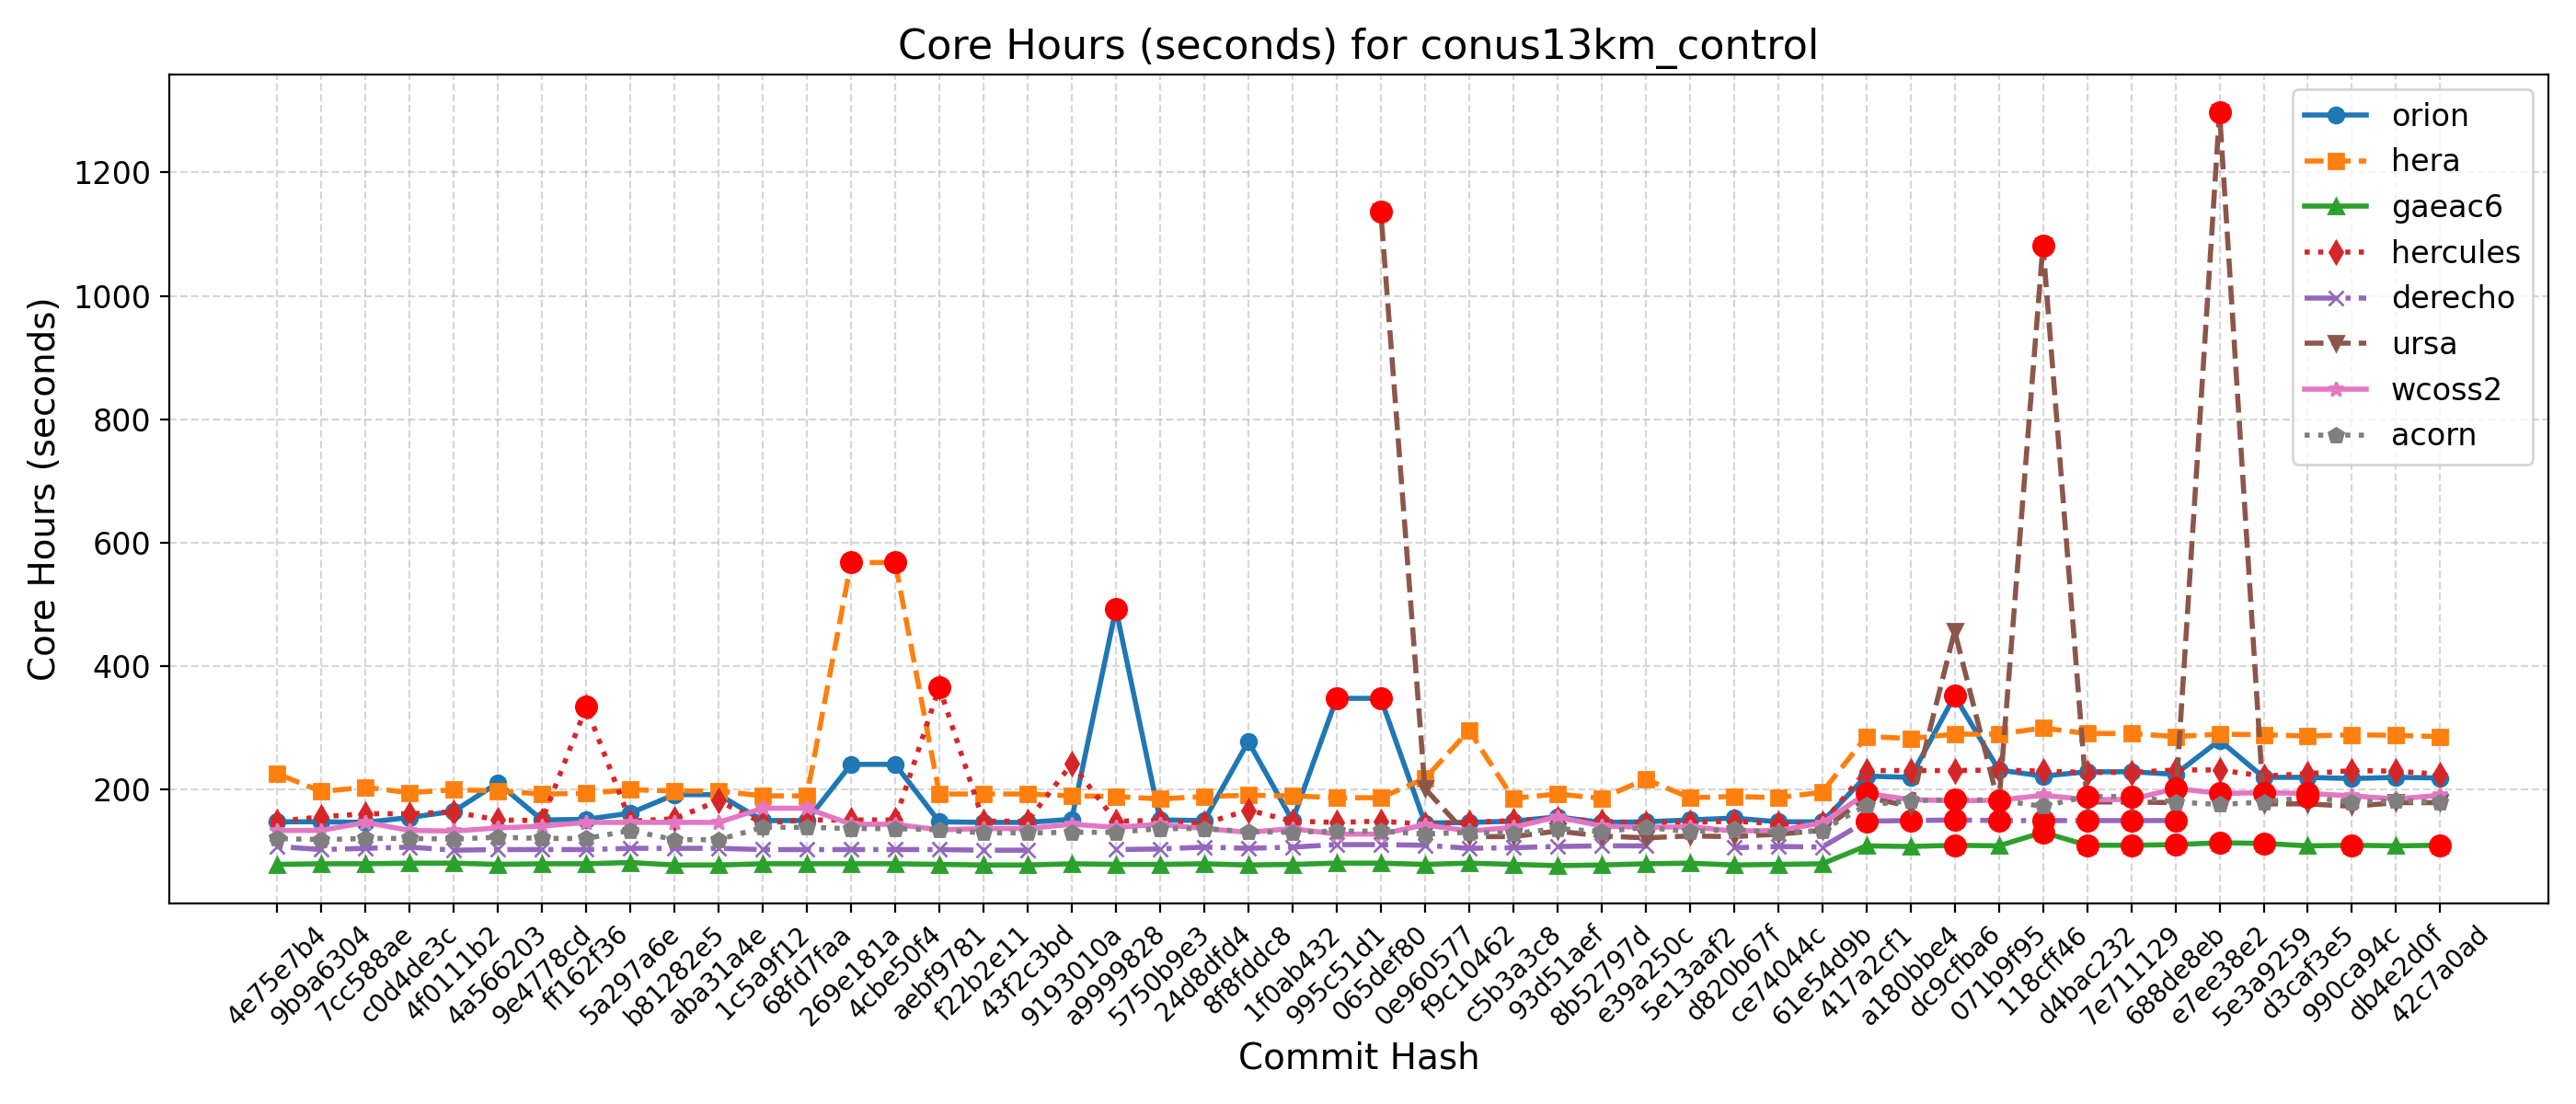 Core Hours (seconds) for conus13km_control
Core Hours (seconds)
1200
1000
800
600
400
200
orion
hera
gaeac6
hercules
derecho
ursa
wcoss2
acorn
4e75e7b4
9b9a6304
7cc588ae
c0d4de3c
4f0111b2
4a566203
9e4778cd
ff162f36
5a297a6e
b81282e5
aba31a4e
1c5a9f12
68fd7faa
269e181a
4cbe50f4
aebf9781
f22b2e11
43f2c3bd
9193010a
a9999828
5750b9e3
24d8dfd4
8f8fddc8
1f0ab432
995c51d1
065def80
0e960577
f9c10462
c5b3a3c8
93d51aef
8b52797d
e39a250c
5e13aaf2
d820b67f
ce74044c
61e54d9b
417a2cf1
a180bbe4
dc9cfba6
071b9f95
118cff46
d4bac232
7e711129
688de8eb
e7ee38e2
5e3a9259
d3caf3e5
990ca94c
db4e2d0f
42c7a0ad
Commit Hash